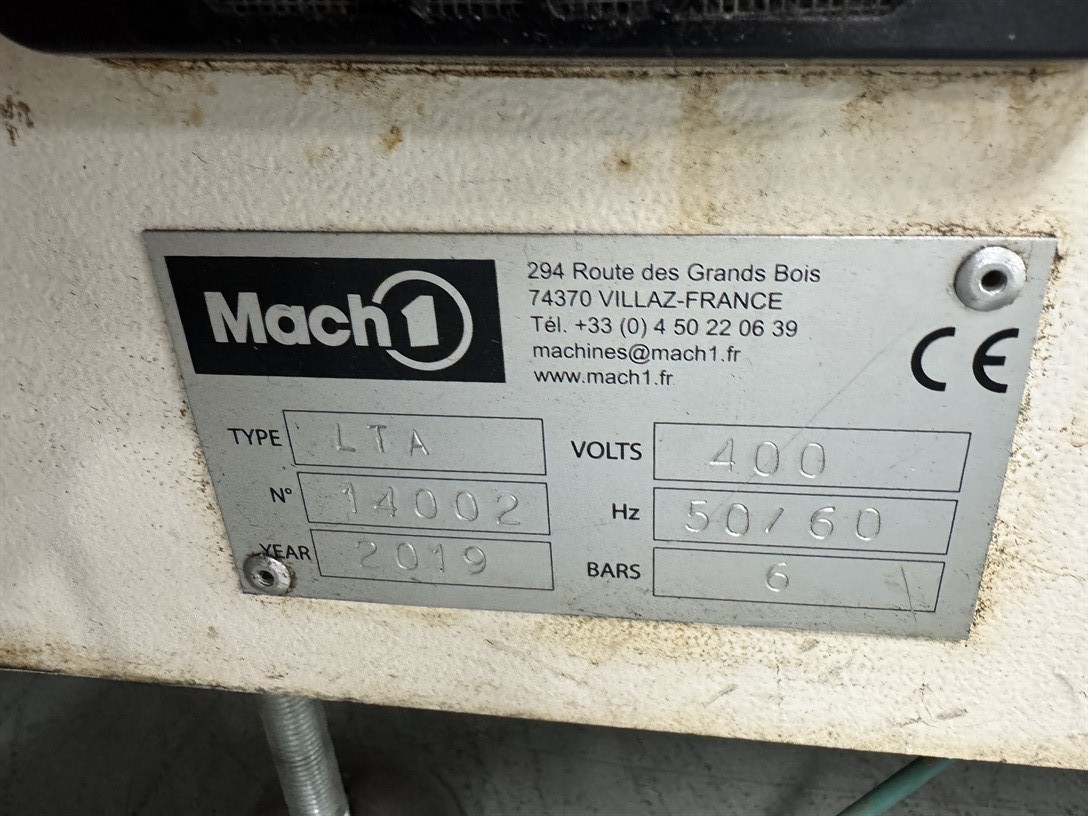 Mach1
294 Route des Grands Bois
74370 VILLAZ-FRANCE
Tél. +33 (0) 4 50 22 06 39
machines@mach1.fr
www.mach1.fr
CE
TYPE LTA
N° 14002
YEAR 2019
VOLTS 400
Hz 50/60
BARS 6